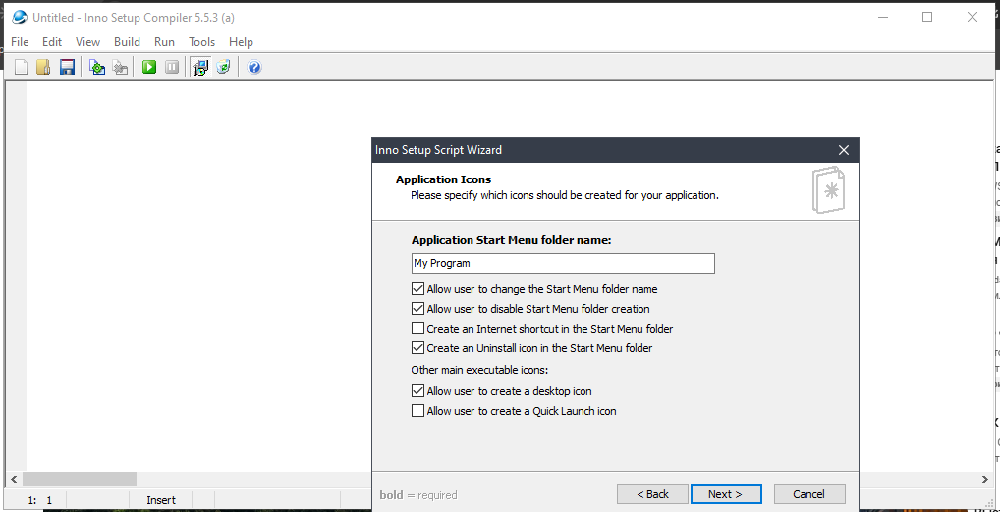 Untitled - Inno Setup Compiler 5.5.3 (a)
File Edit View Build Run Tools Help
Inno Setup Script Wizard
Application Icons
Please specify which icons should be created for your application.
Application Start Menu folder name:
My Program
Allow user to change the Start Menu folder name
Allow user to disable Start Menu folder creation
Create an Internet shortcut in the Start Menu folder
Create an Uninstall icon in the Start Menu folder
Other main executable icons:
Allow user to create a desktop icon
Allow user to create a Quick Launch icon
bold = required
< Back Next > Cancel
1: 1 Insert